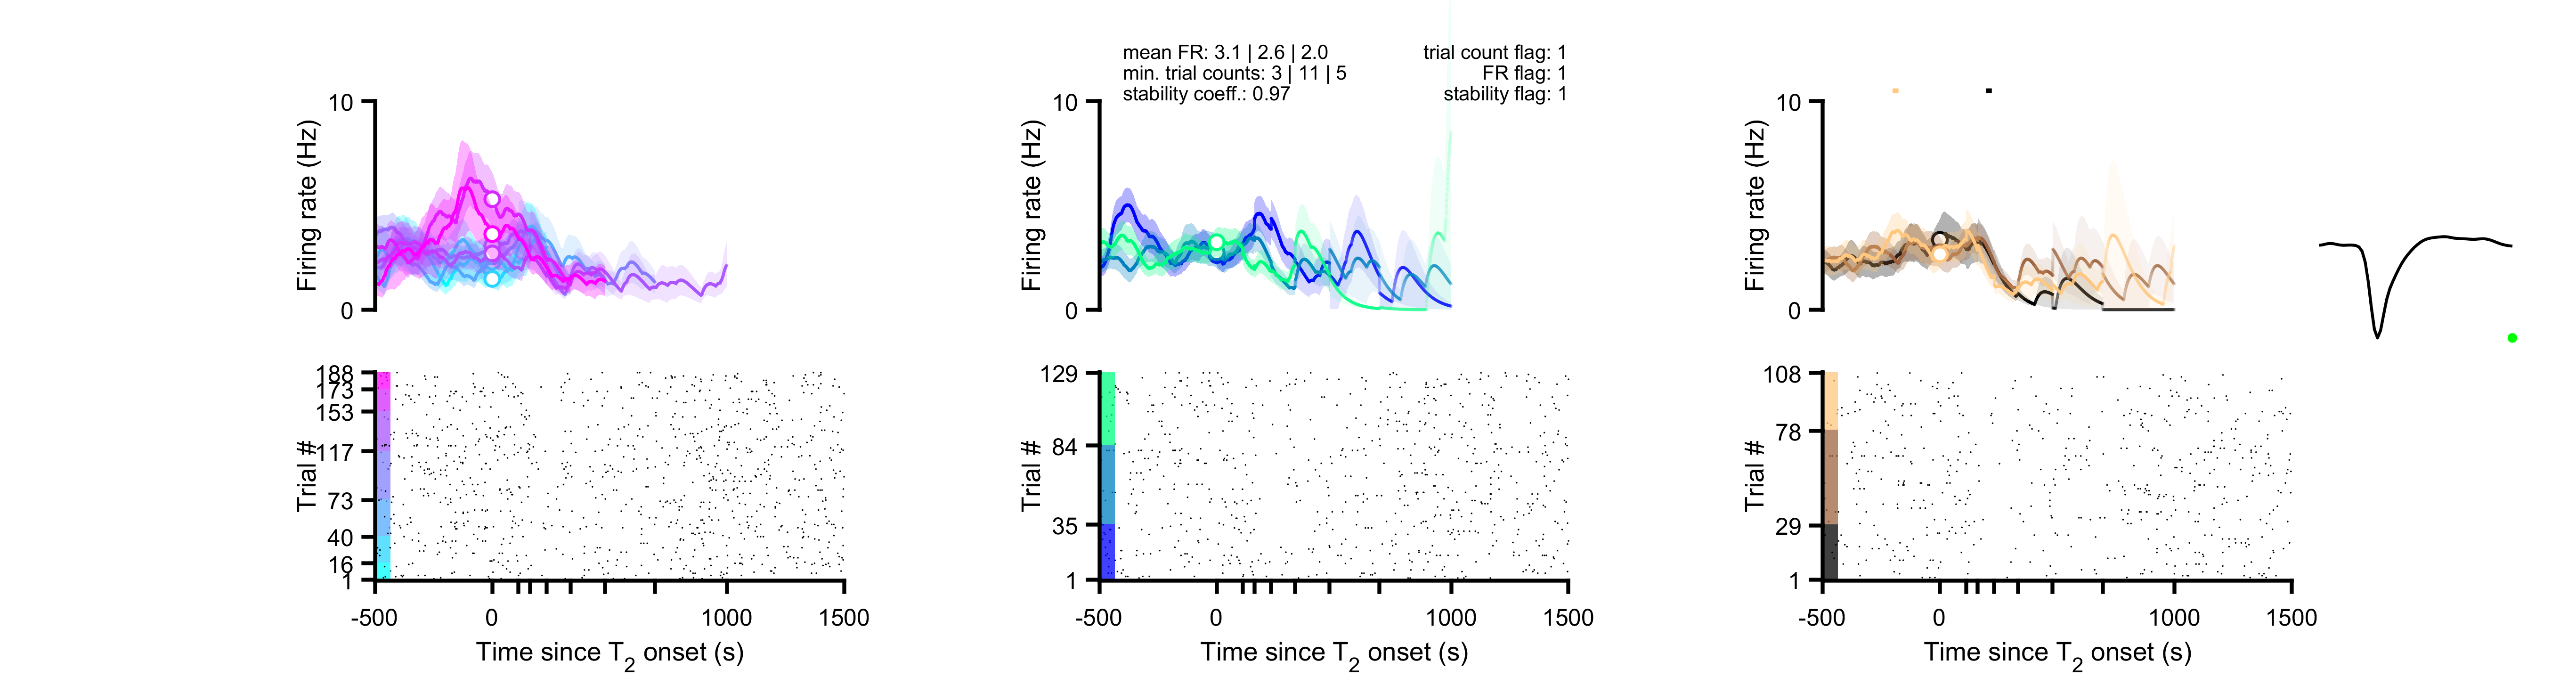 mean FR: 3.1 | 2.6 | 2.0
min. trial counts: 3 | 11 | 5
stability coeff.: 0.97
trial count flag: 1
FR flag: 1
stability flag: 1
10
Firing rate (Hz)
0
10
Firing rate (Hz)
0
10
Firing rate (Hz)
0
188
173
153
117
73
40
16
1
Trial #
-500 0 1000 1500
Time since T2 onset (s)
129
84
35
1
Trial #
-500 0 1000 1500
Time since T2 onset (s)
108
78
29
1
Trial #
-500 0 1000 1500
Time since T2 onset (s)